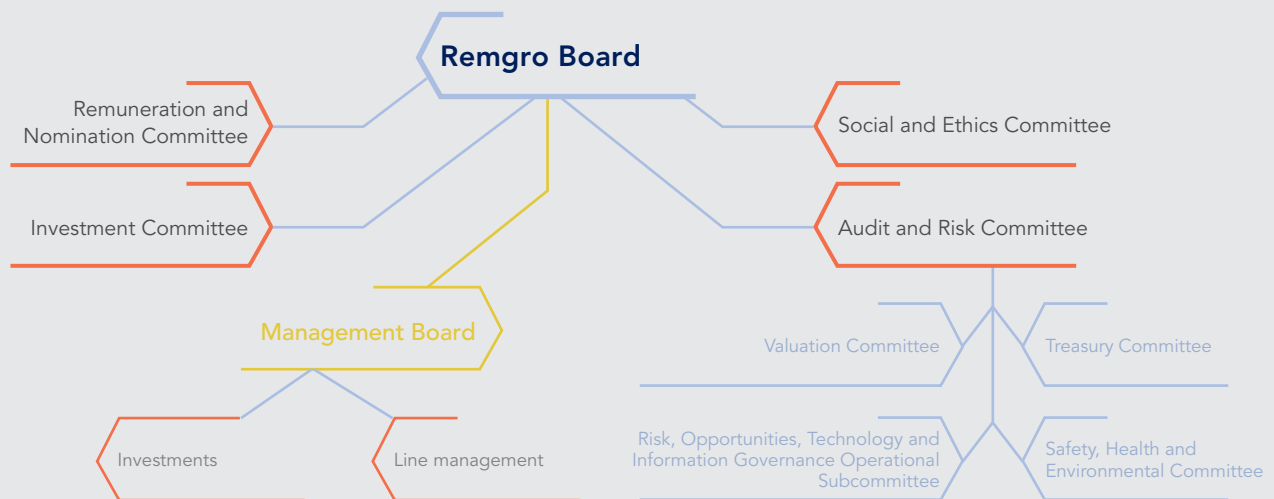 Remgro Board
Remuneration and
Nomination Committee
Social and Ethics Committee
Investment Committee
Audit and Risk Committee
Management Board
Valuation Committee
Treasury Committee
Investments
Line management
Risk, Opportunities, Technology and
Information Governance Operational
Subcommittee
Safety, Health and
Environmental Committee